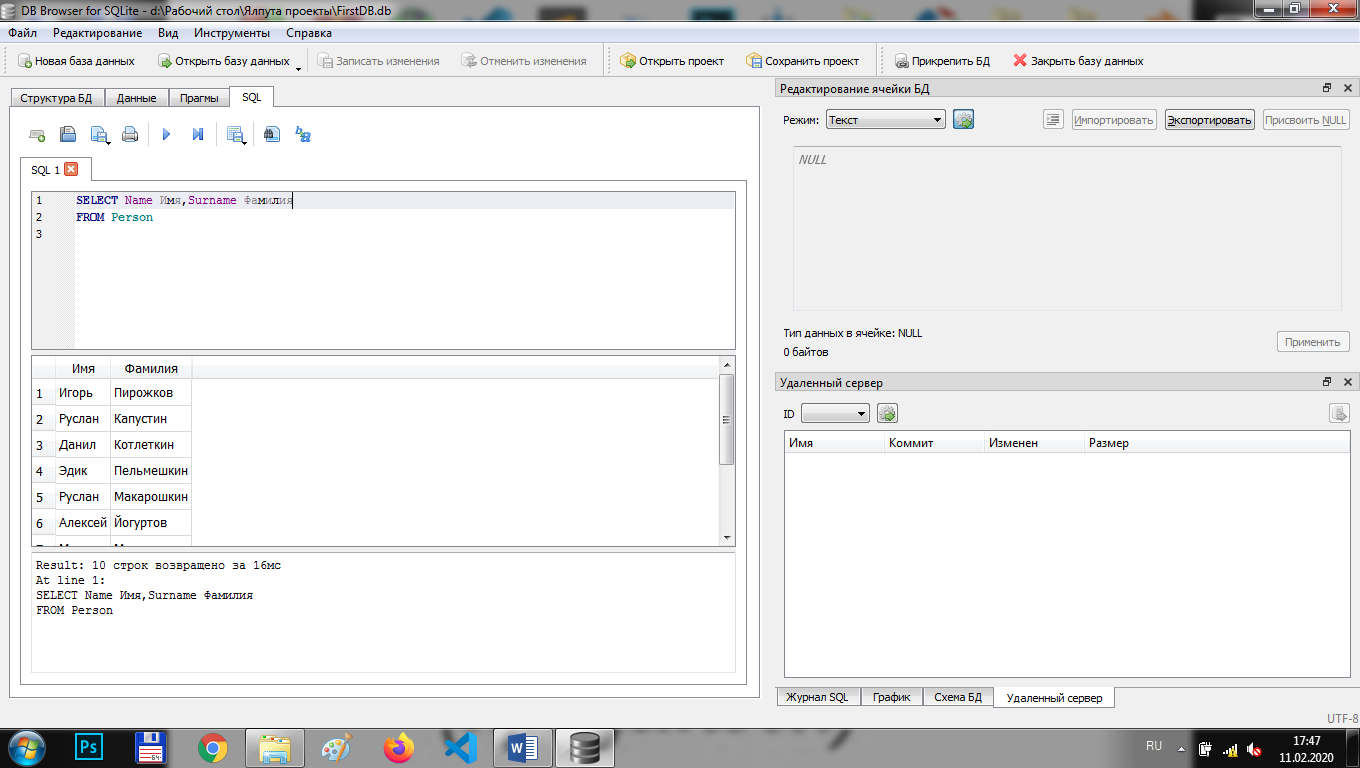 DB Browser for SQLite - d:\Рабочий стол\Ялпута проекты\FirstDB.db
Файл Редактирование Вид Инструменты Справка
Новая база данных Открыть базу данных Записать изменения Отменить изменения Открыть проект Сохранить проект Прикрепить БД Закрыть базу данных
Структура БД Данные Прагмы SQL
SQL 1
1 SELECT Name Имя,Surname Фамилия
2 FROM Person
3
Имя Фамилия
1 Игорь Пирожков
2 Руслан Капустин
3 Данил Котлеткин
4 Эдик Пельмешкин
5 Руслан Макарошкин
6 Алексей Йогуртов
Result: 10 строк возвращено за 16мс
At line 1:
SELECT Name Имя,Surname Фамилия
FROM Person
Редактирование ячейки БД
Режим: Текст Импортировать Экспортировать Присвоить NULL
NULL
Тип данных в ячейке: NULL
0 байтов
Применить
Удаленный сервер
ID
Имя Коммит Изменен Размер
Журнал SQL График Схема БД Удаленный сервер
UTF-8
Ps 64 W RU 17:47
11.02.2020